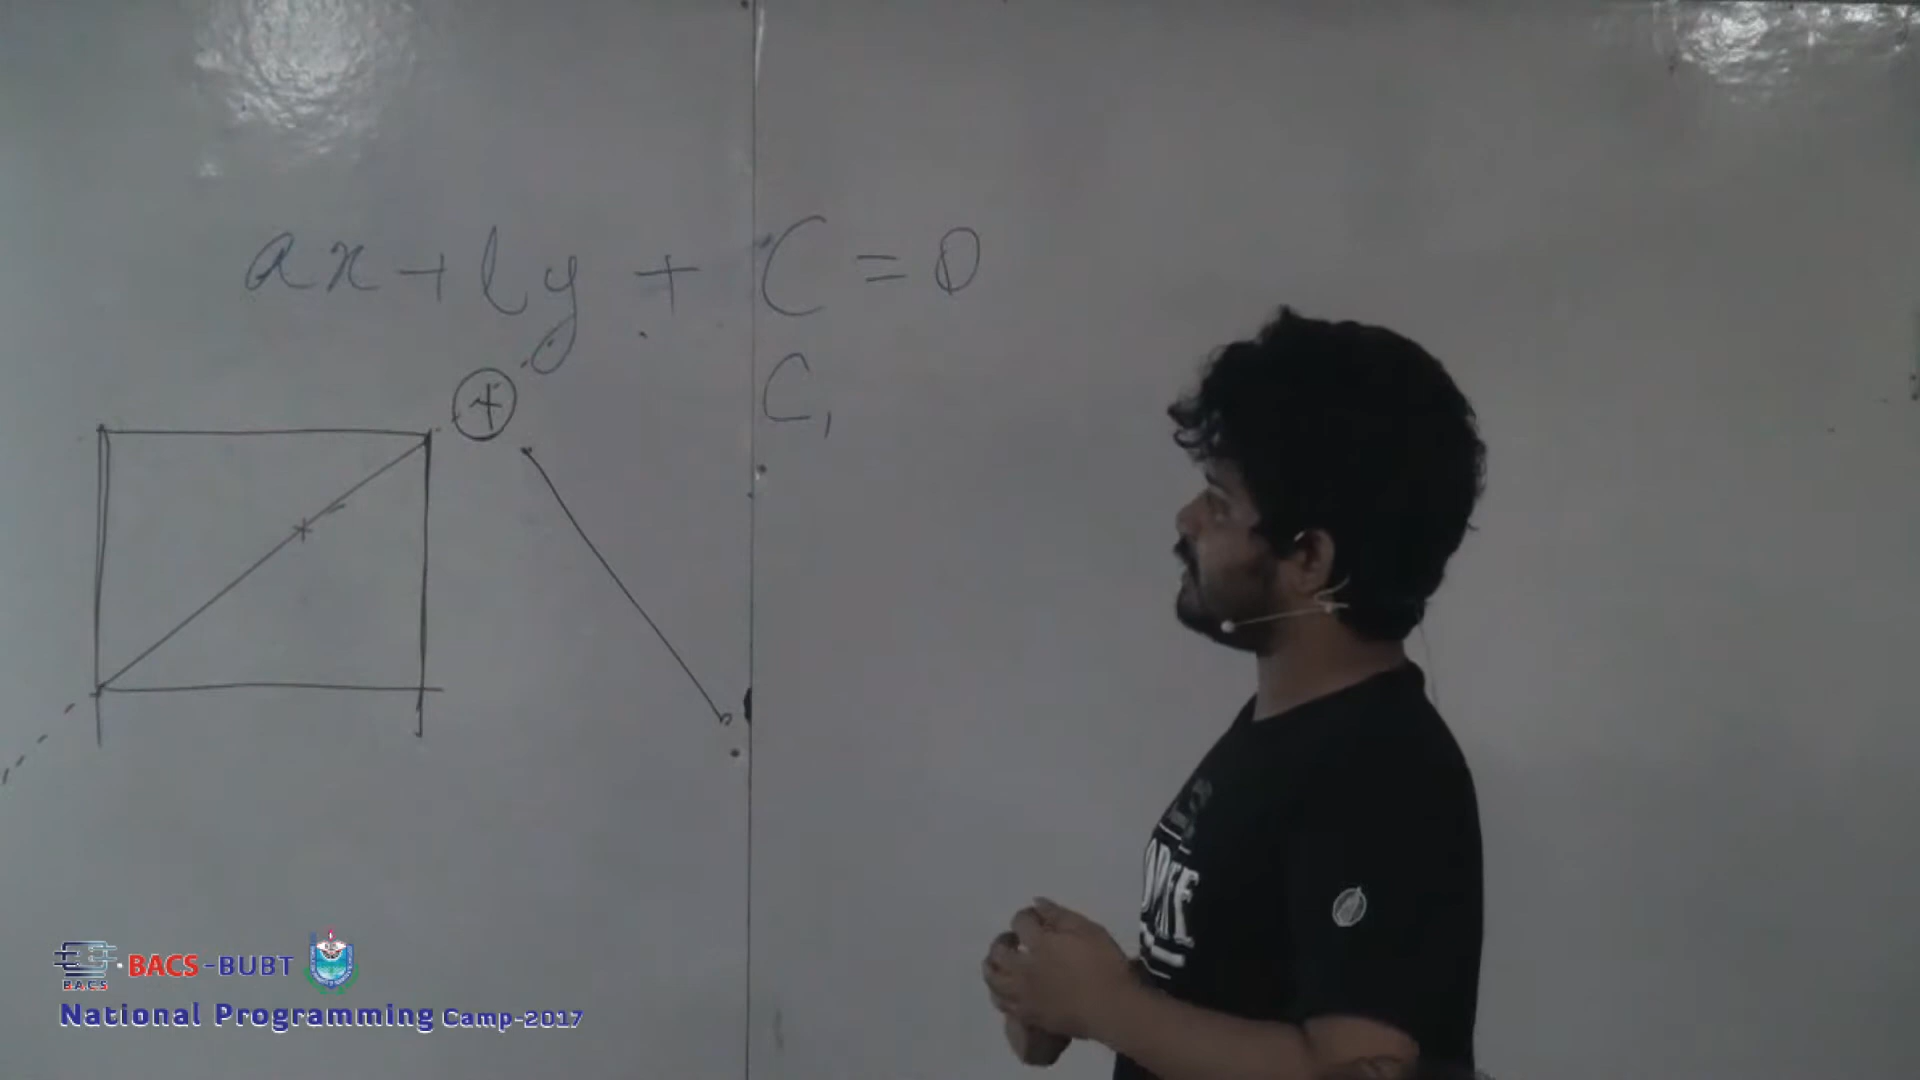 ax + by + C = 0
C₁
+
B.A.C.S
BACS-BUBT
National Programming Camp-2017